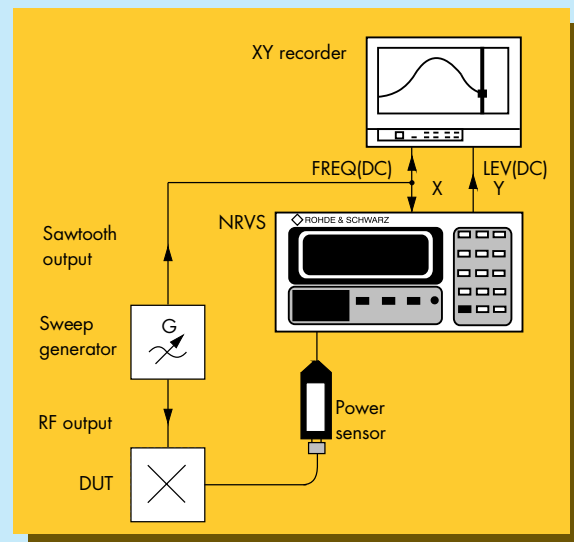 XY recorder
FREQ(DC)
LEV(DC)
X
Y
NRVS
ROHDE & SCHWARZ
Sawtooth
output
Sweep
generator
G
Power
sensor
RF output
DUT